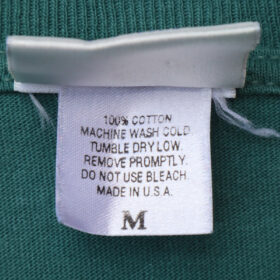 100% COTTON
MACHINE WASH COLD.
TUMBLE DRY LOW.
REMOVE PROMPTLY.
DO NOT USE BLEACH.
MADE IN U.S.A.
M